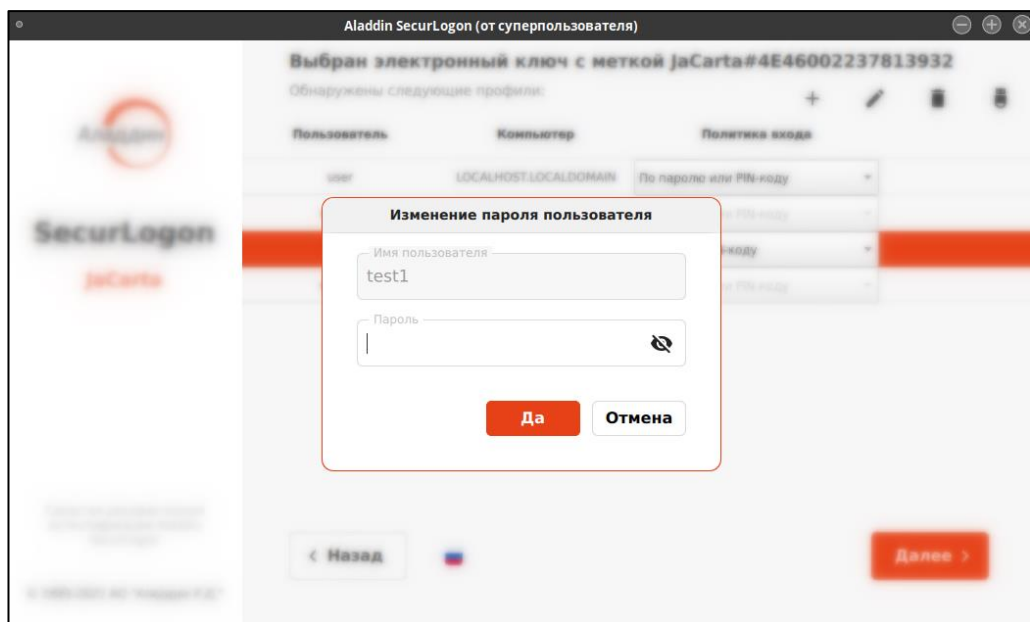 Aladdin SecurLogon (от суперпользователя)
Выбран электронный ключ с меткой JaCarta#4E46002237813932
Обнаружены следующие профили:
Пользователь Компьютер Политика входа
user LOCALHOST.LOCALDOMAIN По паролю или PIN-коду
Аладдин
SecurLogon
JaCarta
Изменение пароля пользователя
Имя пользователя
test1
Пароль
Да Отмена
< Назад
Далее >